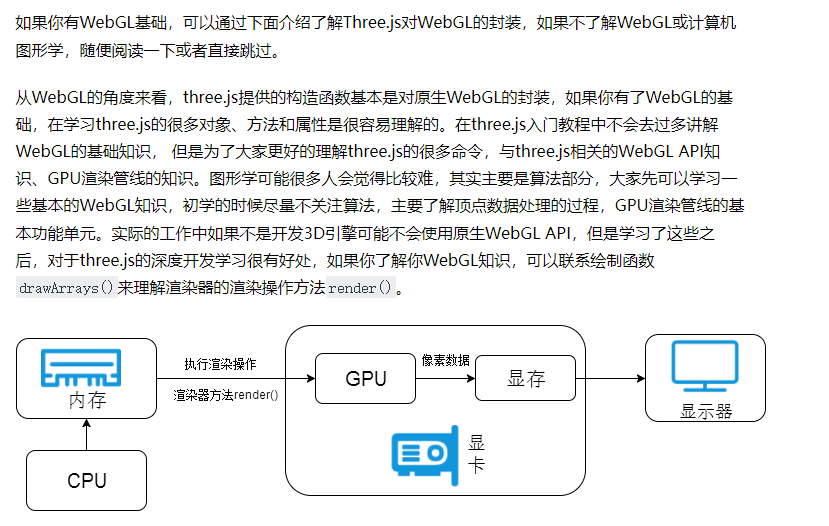 如果你有WebGL基础，可以通过下面介绍了解Three.js对WebGL的封装，如果不了解WebGL或计算机
图形学，随便阅读一下或者直接跳过。
从WebGL的角度来看，three.js提供的构造函数基本是对原生WebGL的封装，如果你有了WebGL的基
础，在学习three.js的很多对象、方法和属性是很容易理解的。在three.js入门教程中不会去过多讲解
WebGL的基础知识， 但是为了大家更好的理解three.js的很多命令，与three.js相关的WebGL API知
识、GPU渲染管线的知识。图形学可能很多人会觉得比较难，其实主要是算法部分，大家先可以学习一
些基本的WebGL知识，初学的时候尽量不关注算法，主要了解顶点数据处理的过程，GPU渲染管线的基
本功能单元。实际的工作中如果不是开发3D引擎可能不会使用原生WebGL API，但是学习了这些之
后，对于three.js的深度开发学习很有好处，如果你了解你WebGL知识，可以联系绘制函数
drawArrays()来理解渲染器的渲染操作方法render()。
内存
CPU
执行渲染操作
渲染器方法render()
GPU
像素数据
显存
显
卡
显示器